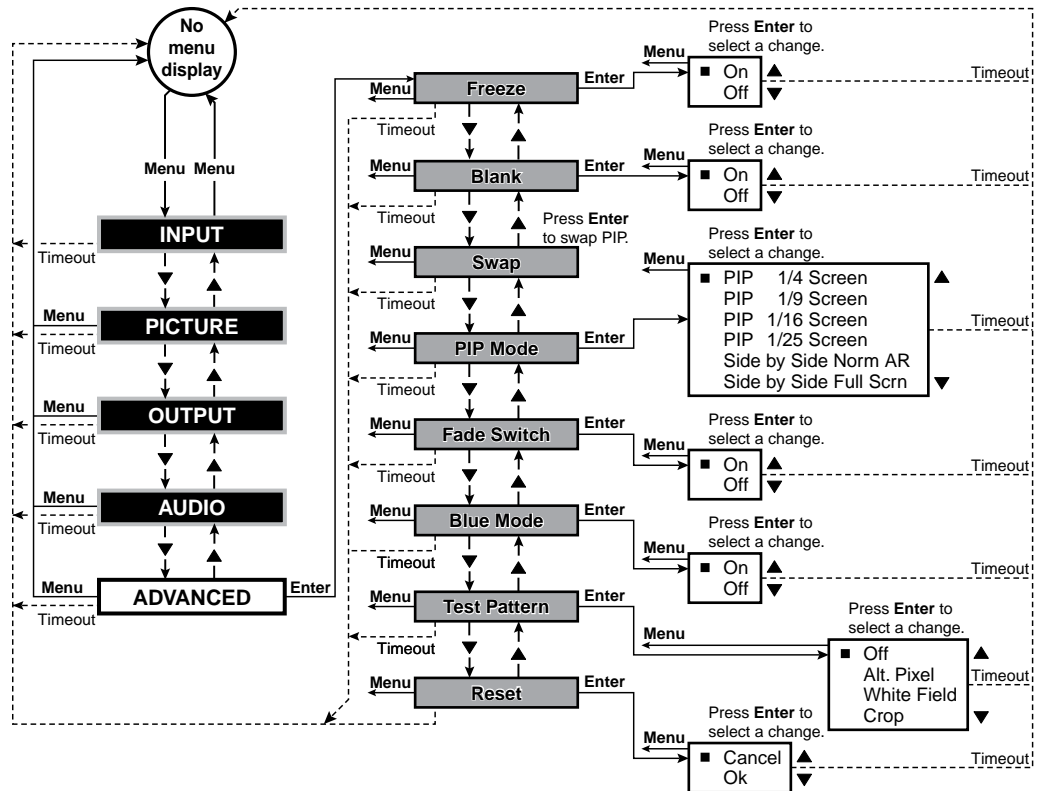 No
menu
display
Menu Menu
INPUT
Timeout
Menu
PICTURE
Timeout
Menu
OUTPUT
Timeout
Menu
AUDIO
Timeout
Menu
ADVANCED
Enter
Timeout
Menu
Freeze
Enter
Timeout
Press Enter to
select a change.
Menu
■ On
Off
Timeout
Menu
Blank
Enter
Timeout
Press Enter to
select a change.
Menu
■ On
Off
Timeout
Press Enter
to swap PIP.
Menu
Swap
Timeout
Menu
PIP Mode
Enter
Timeout
Press Enter to
select a change.
Menu
■ PIP 1/4 Screen
PIP 1/9 Screen
PIP 1/16 Screen
PIP 1/25 Screen
Side by Side Norm AR
Side by Side Full Scrn
Timeout
Menu
Fade Switch
Enter
Timeout
Press Enter to
select a change.
Menu
■ On
Off
Timeout
Menu
Blue Mode
Enter
Timeout
Press Enter to
select a change.
Menu
■ On
Off
Timeout
Menu
Test Pattern
Enter
Timeout
Press Enter to
select a change.
Menu
■ Off
Alt. Pixel
White Field
Crop
Timeout
Menu
Reset
Enter
Press Enter to
select a change.
Menu
■ Cancel
Ok
Timeout